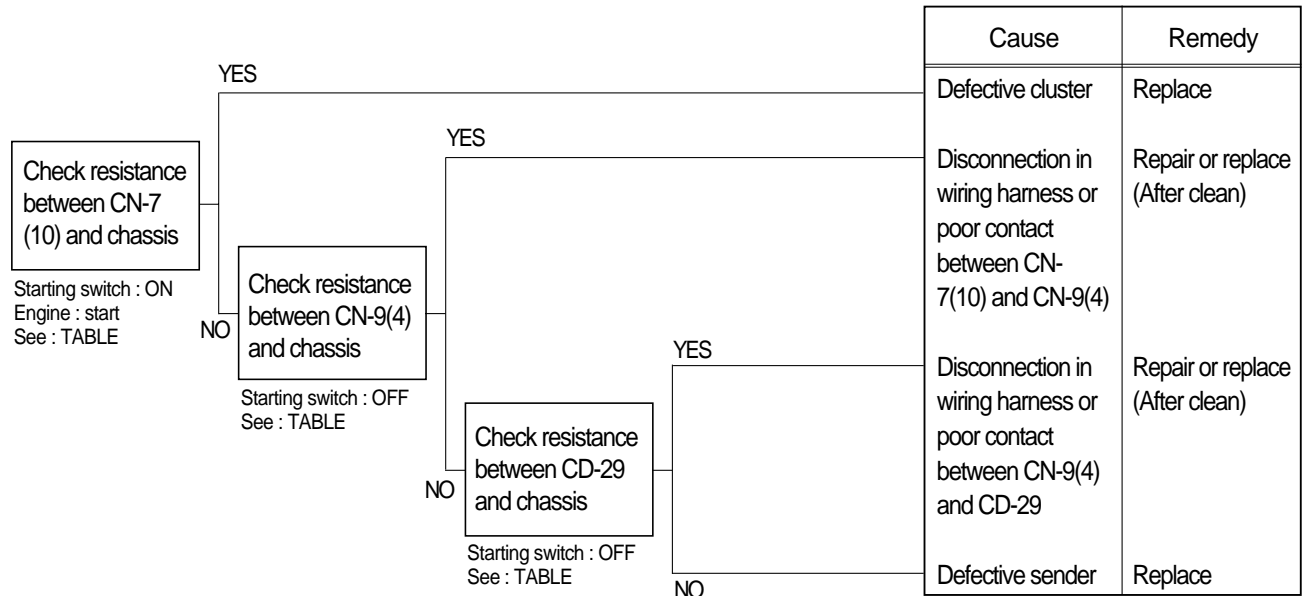 Cause
Remedy
YES
Defective cluster
Replace
YES
Check resistance
between CN-7
(10) and chassis
Disconnection in
wiring harness or
poor contact
between CN-
7(10) and CN-9(4)
Repair or replace
(After clean)
Starting switch : ON
Engine : start
See : TABLE
NO
Check resistance
between CN-9(4)
and chassis
YES
Starting switch : OFF
See : TABLE
Disconnection in
wiring harness or
poor contact
between CN-9(4)
and CD-29
Repair or replace
(After clean)
NO
Check resistance
between CD-29
and chassis
Starting switch : OFF
See : TABLE
NO
Defective sender
Replace